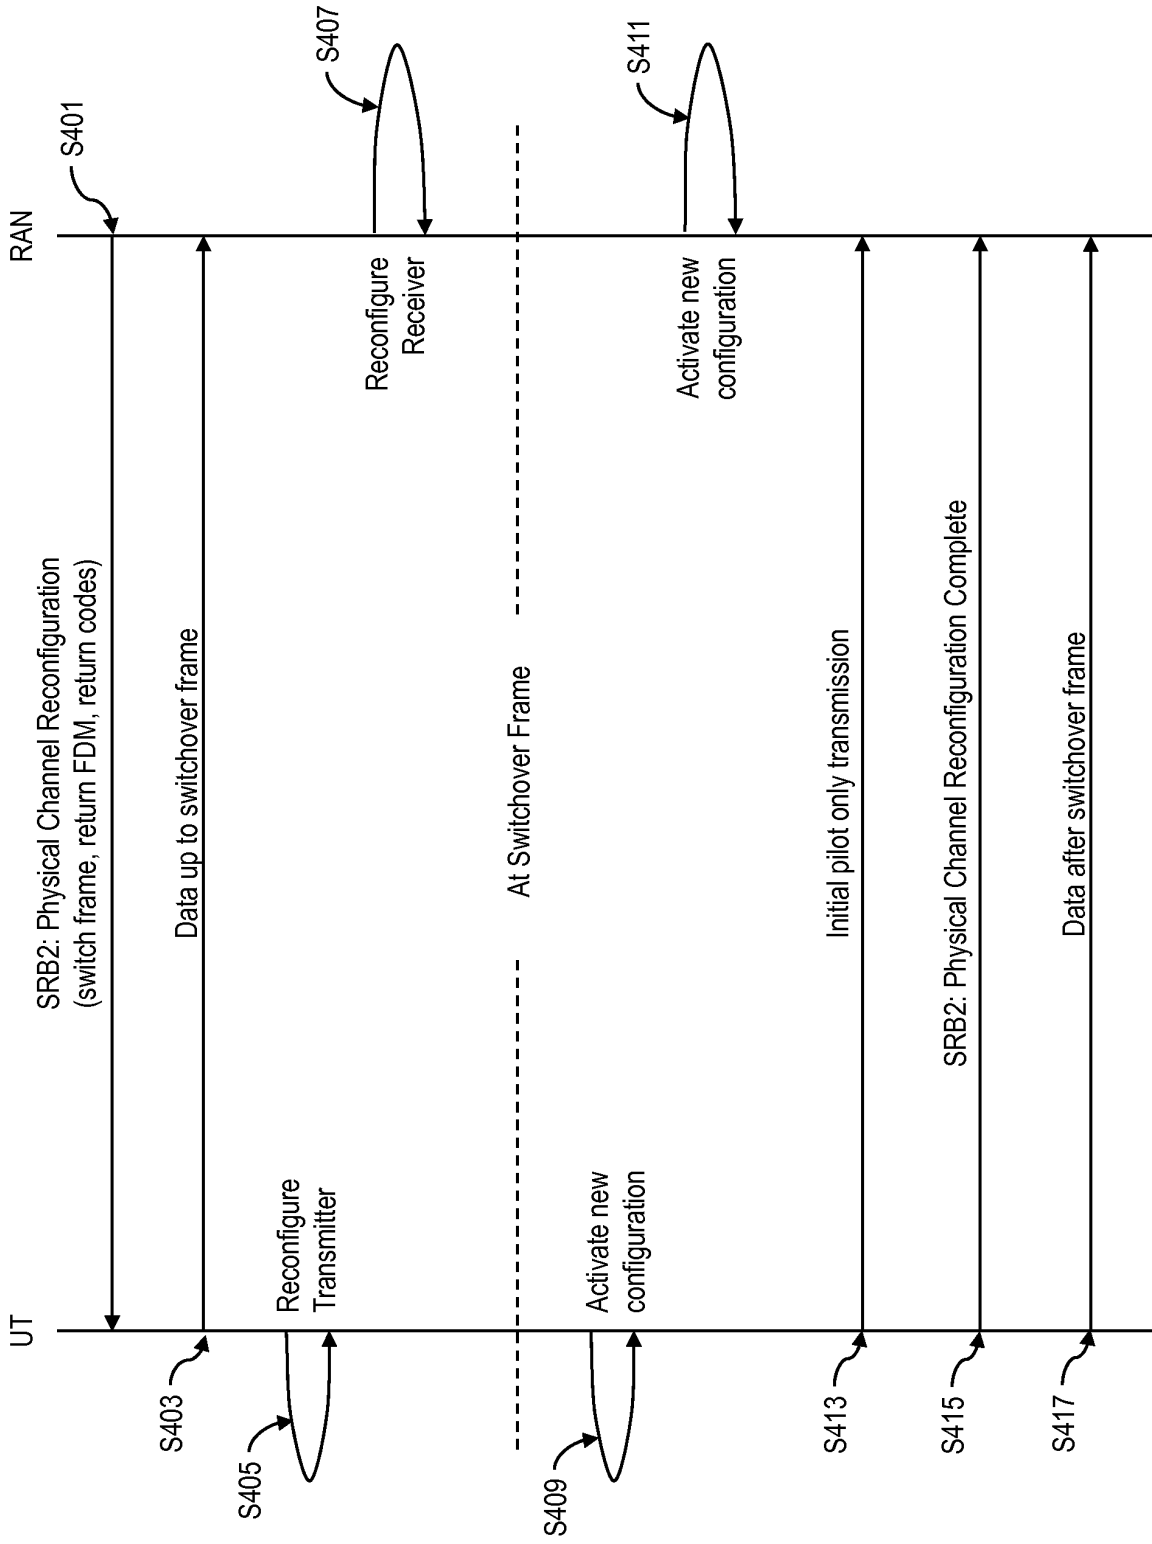 UT
RAN
S401
SRB2: Physical Channel Reconfiguration
(switch frame, return FDM, return codes)
S403
Data up to switchover frame
S405
Reconfigure
Transmitter
S407
Reconfigure
Receiver
At Switchover Frame
S409
Activate new
configuration
S411
Activate new
configuration
S413
Initial pilot only transmission
S415
SRB2: Physical Channel Reconfiguration Complete
S417
Data after switchover frame